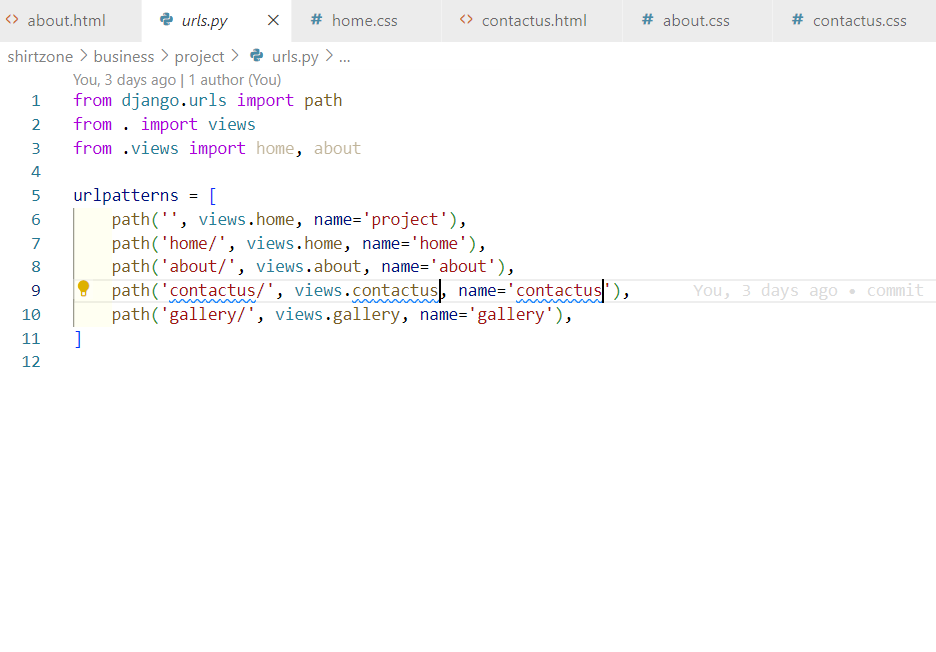 about.html urls.py home.css contactus.html about.css contactus.css
shirtzone > business > project > urls.py > ...
You, 3 days ago | 1 author (You)
1 from django.urls import path
2 from . import views
3 from .views import home, about
4
5 urlpatterns = [
6     path('', views.home, name='project'),
7     path('home/', views.home, name='home'),
8     path('about/', views.about, name='about'),
9     path('contactus/', views.contactus, name='contactus'), You, 3 days ago • commit
10     path('gallery/', views.gallery, name='gallery'),
11 ]
12